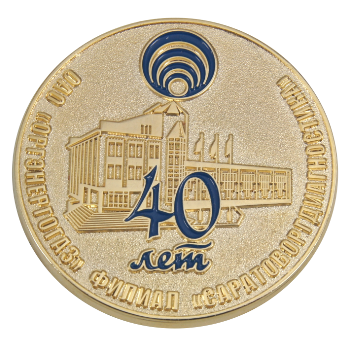 ОАО «ОРГЭНЕРГОГАЗ» ФИЛИАЛ «САРАТОВОРГДИАГНОСТИКА»
40
лет